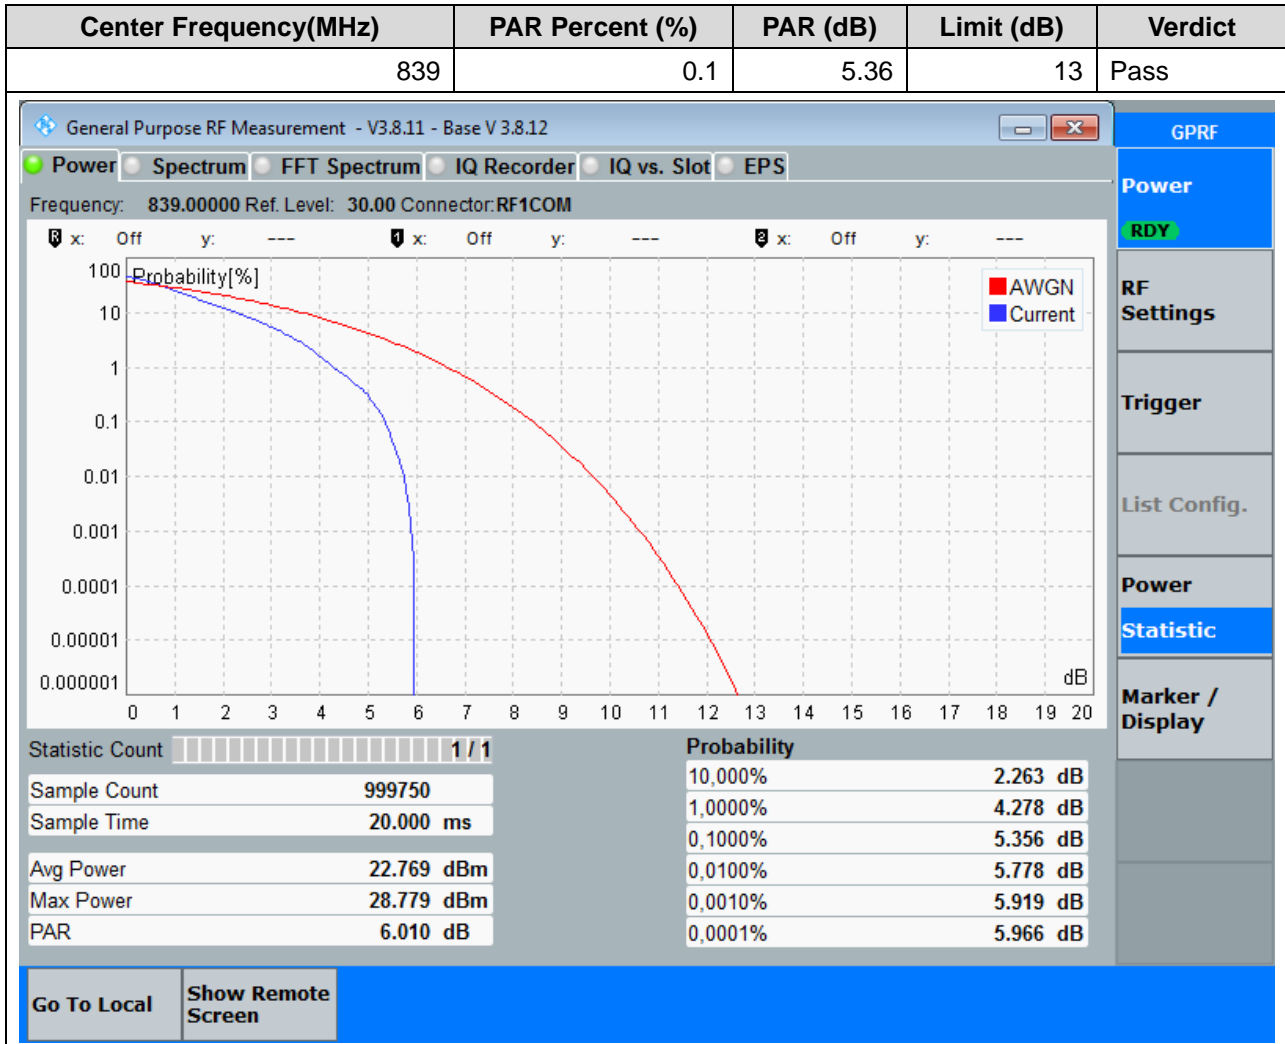 Center Frequency(MHz) PAR Percent (%) PAR (dB) Limit (dB) Verdict
839 0.1 5.36 13 Pass
General Purpose RF Measurement - V3.8.11 - Base V 3.8.12
GPRF
Power Spectrum FFT Spectrum IQ Recorder IQ vs. Slot EPS
Frequency: 839.00000 Ref. Level: 30.00 Connector: RF1COM
R x: Off y: --- 1 x: Off y: --- 2 x: Off y: ---
Probability[%]
100
10
1
0.1
0.01
0.001
0.0001
0.00001
0.000001
AWGN
Current
dB
0 1 2 3 4 5 6 7 8 9 10 11 12 13 14 15 16 17 18 19 20
Statistic Count 1 / 1
Sample Count 999750
Sample Time 20.000 ms
Avg Power 22.769 dBm
Max Power 28.779 dBm
PAR 6.010 dB
Probability
10,000% 2.263 dB
1,0000% 4.278 dB
0,1000% 5.356 dB
0,0100% 5.778 dB
0,0010% 5.919 dB
0,0001% 5.966 dB
Power
RDY
RF
Settings
Trigger
List Config.
Power
Statistic
Marker /
Display
Go To Local
Show Remote
Screen